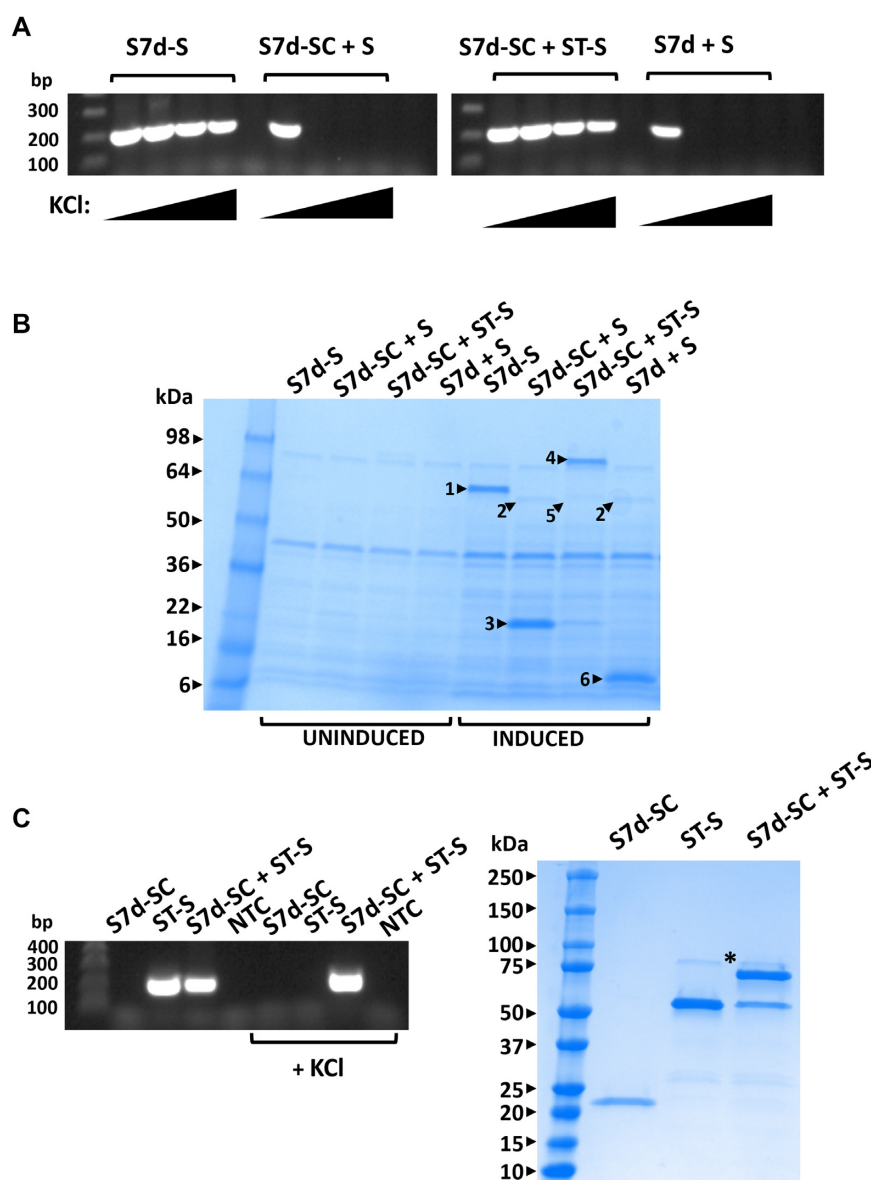 A
S7d-S S7d-SC + S S7d-SC + ST-S S7d + S
bp
300
200
100
KCl:
B
S7d-S S7d-SC + S S7d-SC + ST-S S7d + S S7d-S S7d-SC + S S7d-SC + ST-S S7d + S
kDa
98
64
50
36
22
16
6
4
1
2 5 2
3
6
UNINDUCED INDUCED
C
S7d-SC ST-S S7d-SC + ST-S NTC S7d-SC ST-S S7d-SC + ST-S NTC
bp
400
300
200
100
+ KCl
S7d-SC ST-S S7d-SC + ST-S
kDa
250
150
100
75
50
37
25
20
15
10
*